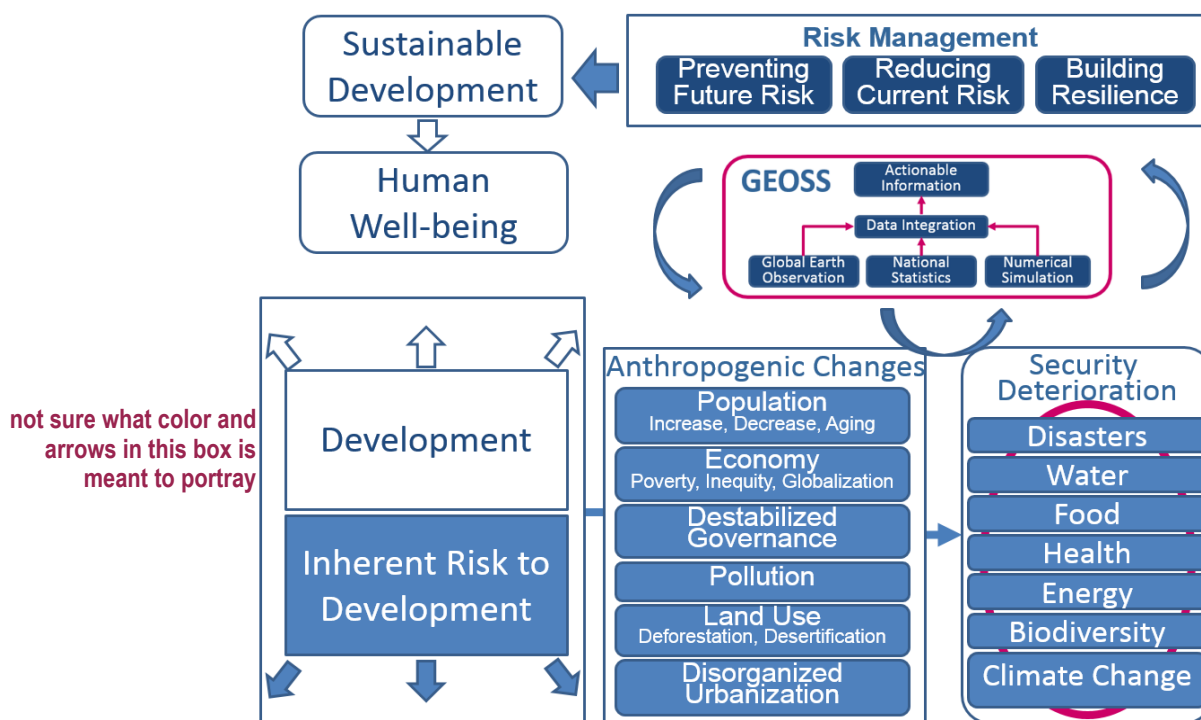 Sustainable
Development
Human
Well-being
Risk Management
Preventing
Future Risk
Reducing
Current Risk
Building
Resilience
GEOSS
Actionable
Information
Data Integration
Global Earth
Observation
National
Statistics
Numerical
Simulation
not sure what color and
arrows in this box is
meant to portray
Development
Inherent Risk to
Development
Anthropogenic Changes
Population
Increase, Decrease, Aging
Economy
Poverty, Inequity, Globalization
Destabilized
Governance
Pollution
Land Use
Deforestation, Desertification
Disorganized
Urbanization
Security
Deterioration
Disasters
Water
Food
Health
Energy
Biodiversity
Climate Change